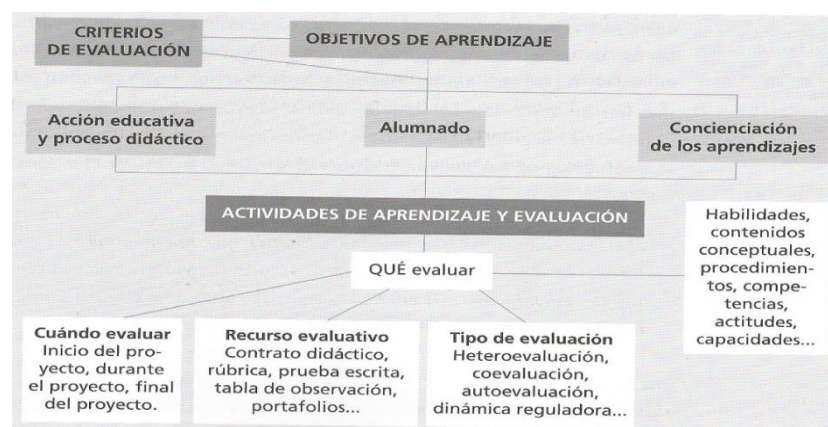 CRITERIOS
DE EVALUACIÓN
OBJETIVOS DE APRENDIZAJE
Acción educativa
y proceso didáctico
Alumnado
Concienciación
de los aprendizajes
ACTIVIDADES DE APRENDIZAJE Y EVALUACIÓN
QUÉ evaluar
Habilidades,
contenidos
conceptuales,
procedimien-
tos, compe-
tencias,
actitudes,
capacidades...
Cuándo evaluar
Inicio del pro-
yecto, durante
el proyecto, final
del proyecto.
Recurso evaluativo
Contrato didáctico,
rúbrica, prueba escrita,
tabla de observación,
portafolios...
Tipo de evaluación
Heteroevaluación,
coevaluación,
autoevaluación,
dinámica reguladora...